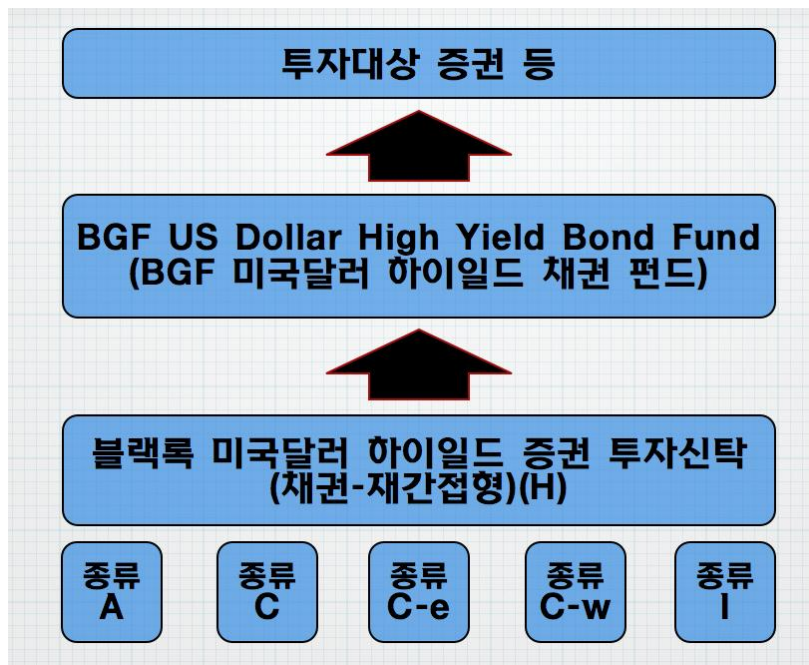 투자대상 증권 등
BGF US Dollar High Yield Bond Fund
(BGF 미국달러 하이일드 채권 펀드)
블랙록 미국달러 하이일드 증권 투자신탁
(채권-재간접형)(H)
종류
A
종류
C
종류
C-e
종류
C-w
종류
I